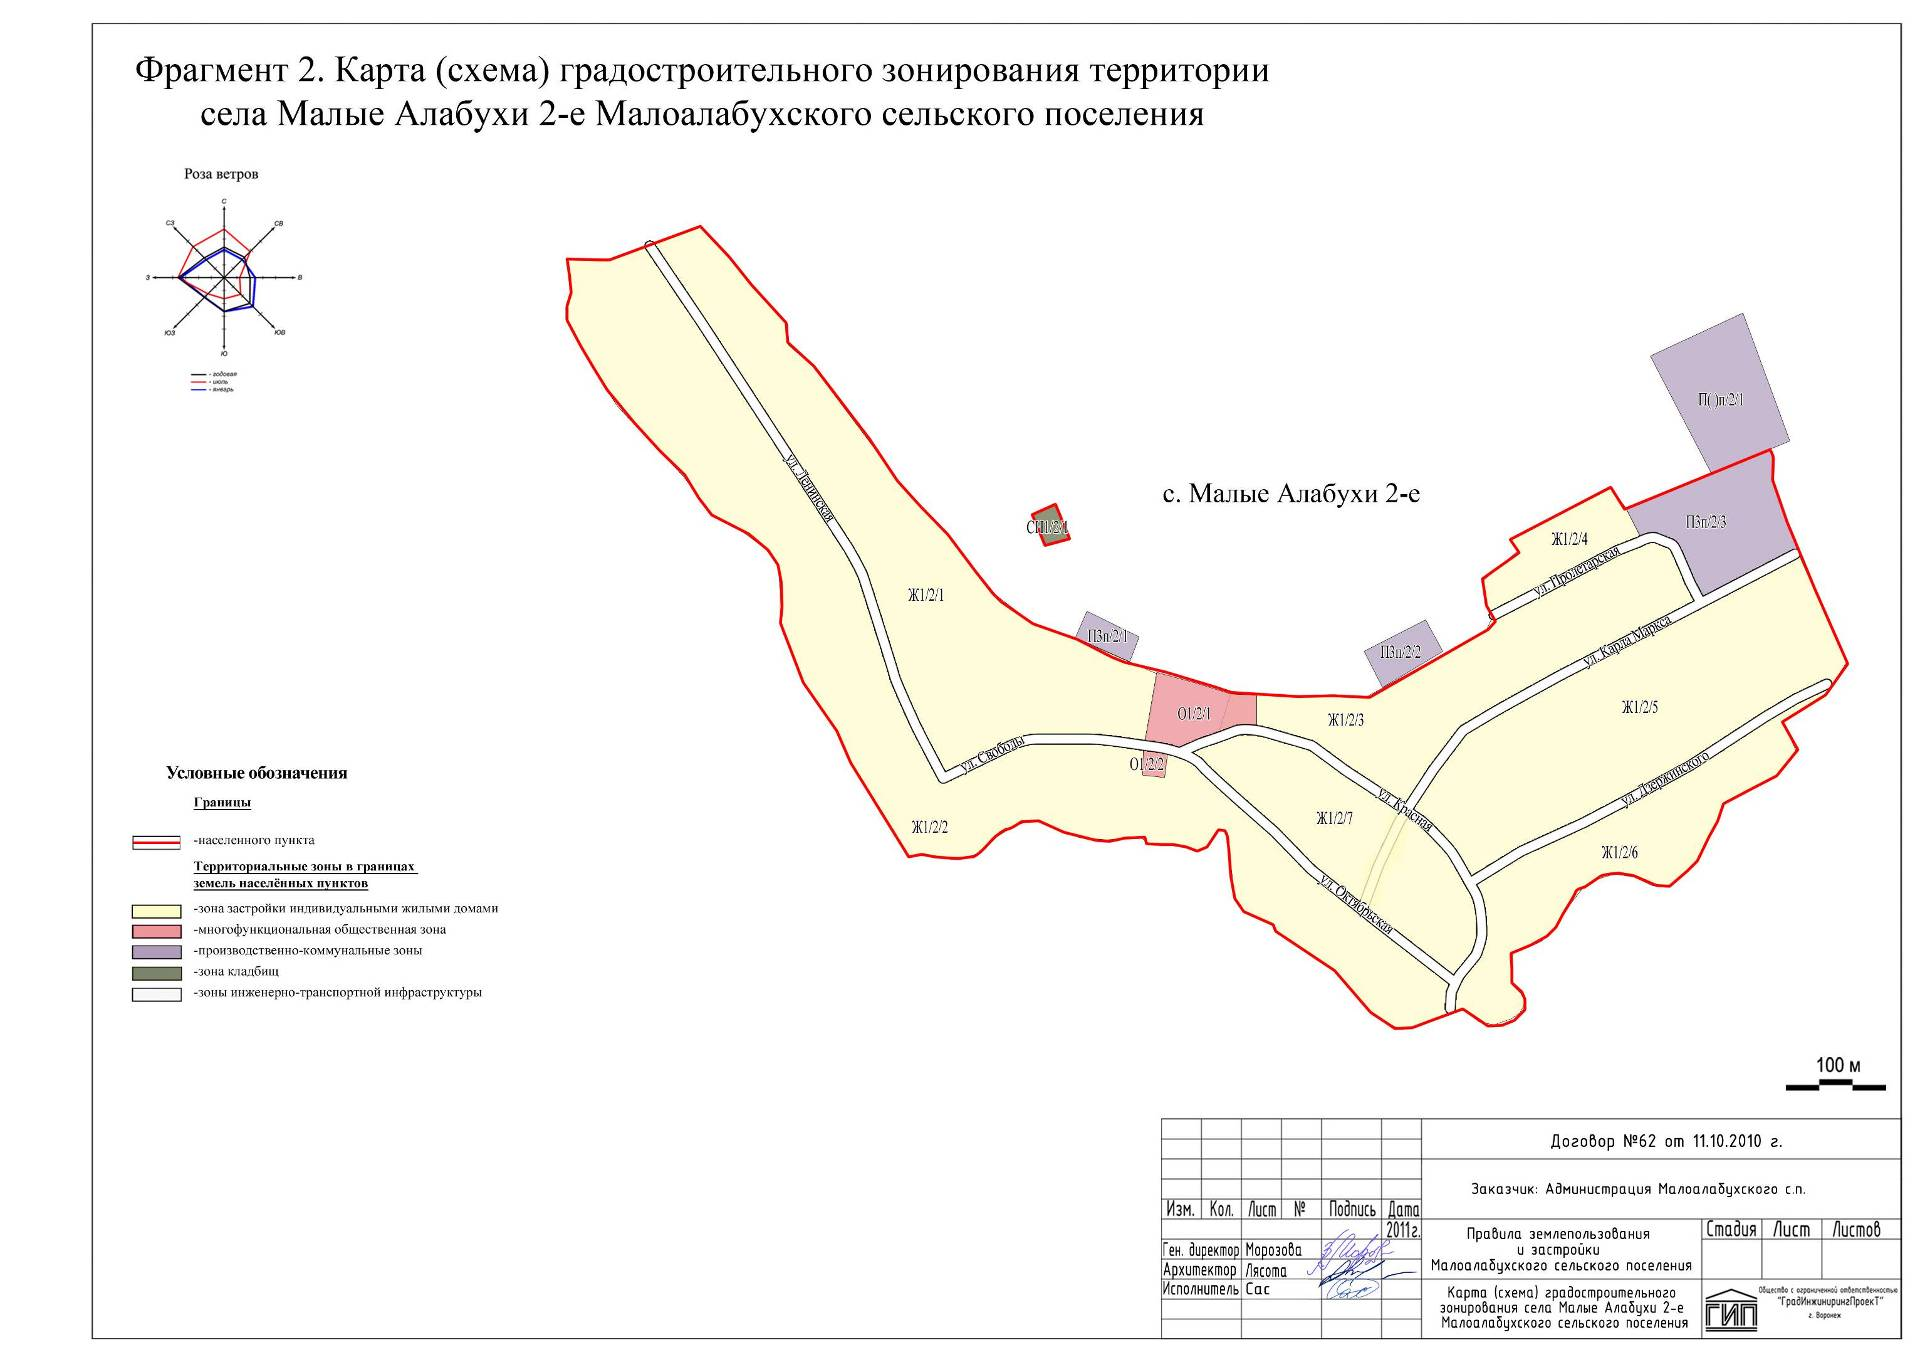 Фрагмент 2. Карта (схема) градостроительного зонирования территории
села Малые Алабухи 2-е Малоалабухского сельского поселения
Роза ветров
С
СЗ
СВ
З
В
ЮЗ
ЮВ
Ю
- годовая
- июль
- январь
П( )п/2/1
с. Малые Алабухи 2-е
СП1/2/1
П3п/2/3
Ж1/2/4
ул. Ленинская
ул. Пролетарская
Ж1/2/1
П3п/2/1
П3п/2/2
ул. Карла Маркса
О1/2/1
Ж1/2/3
Ж1/2/5
ул. Свободы
О1/2/2
ул. Дзержинского
Ж1/2/2
Ж1/2/7
ул. Красная
Ж1/2/6
ул. Октябрьская
Условные обозначения
Границы
-населенного пункта
Территориальные зоны в границах
земель населённых пунктов
-зона застройки индивидуальными жилыми домами
-многофункциональная общественная зона
-производственно-коммунальные зоны
-зона кладбищ
-зоны инженерно-транспортной инфраструктуры
100 м
Договор №62 от 11.10.2010 г.
Заказчик: Администрация Малоалабухского с.п.
Изм. Кол. Лист № Подпись Дата
2011г.
Ген. директор Морозова
Архитектор Лясота
Исполнитель Сас
Правила землепользования
и застройки
Малоалабухского сельского поселения
Стадия Лист Листов
Карта (схема) градостроительного
зонирования села Малые Алабухи 2-е
Малоалабухского сельского поселения
ГИП
Общество с ограниченной ответственностью
"ГрадИнжинирингПроекТ"
г. Воронеж